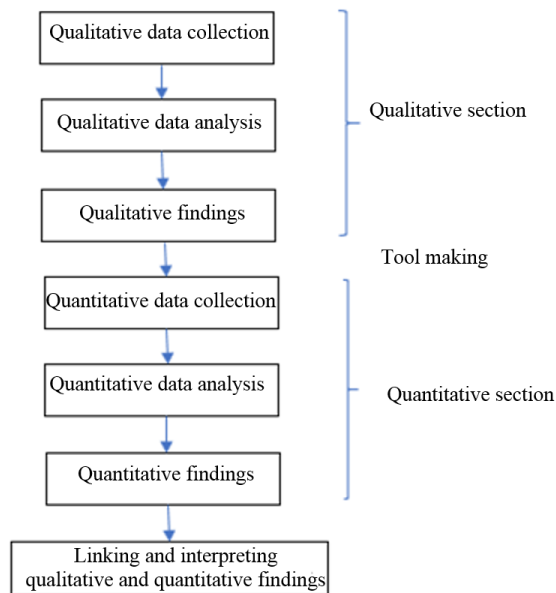 Qualitative data collection
Qualitative data analysis
Qualitative section
Qualitative findings
Tool making
Quantitative data collection
Quantitative data analysis
Quantitative section
Quantitative findings
Linking and interpreting
qualitative and quantitative findings